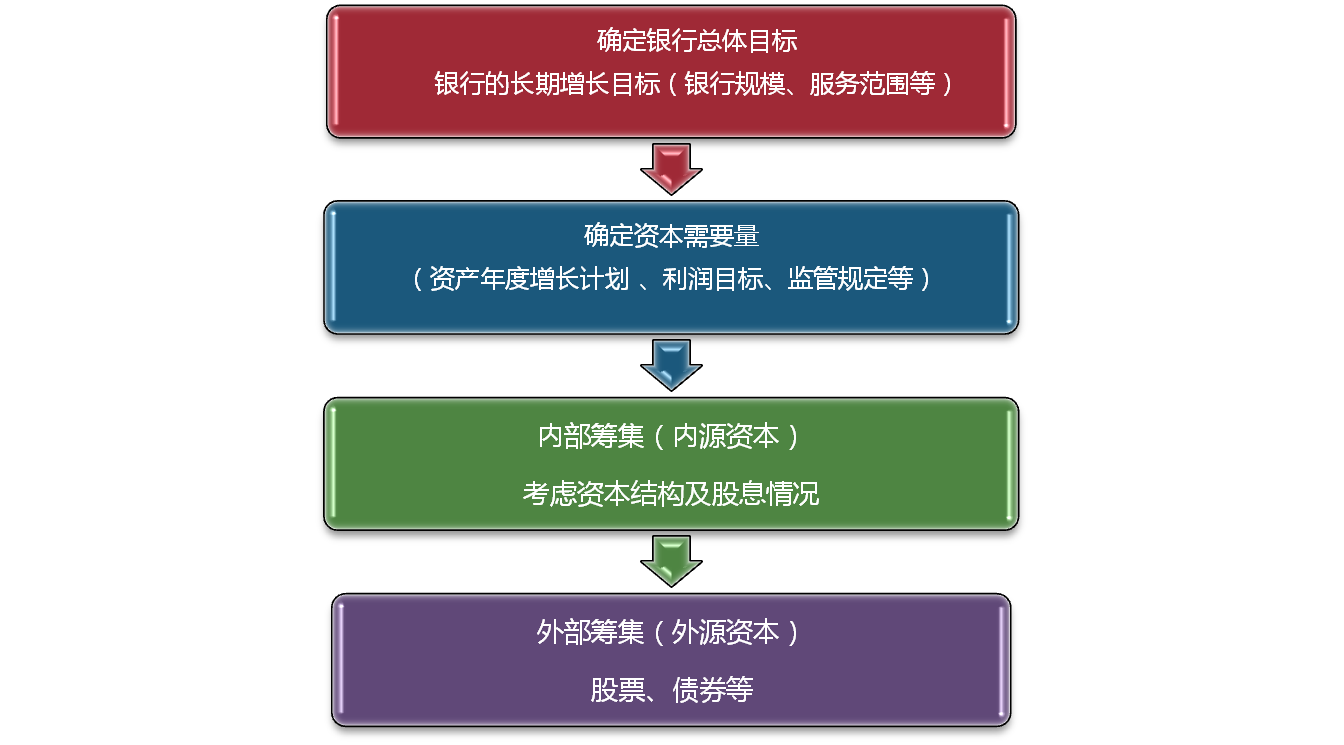 确定银行总体目标
银行的长期增长目标（银行规模、服务范围等）
确定资本需要量
（资产年度增长计划 、利润目标、监管规定等）
内部筹集（内源资本）
考虑资本结构及股息情况
外部筹集（外源资本）
股票、债券等